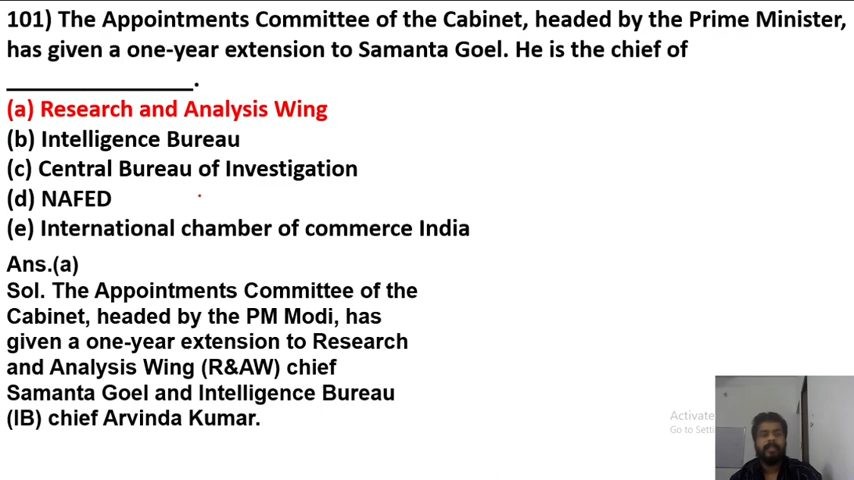 101) The Appointments Committee of the Cabinet, headed by the Prime Minister,
has given a one-year extension to Samanta Goel. He is the chief of
_______________.
(a) Research and Analysis Wing
(b) Intelligence Bureau
(c) Central Bureau of Investigation
(d) NAFED
(e) International chamber of commerce India
Ans.(a)
Sol. The Appointments Committee of the
Cabinet, headed by the PM Modi, has
given a one-year extension to Research
and Analysis Wing (R&AW) chief
Samanta Goel and Intelligence Bureau
(IB) chief Arvinda Kumar.
Activate
Go to